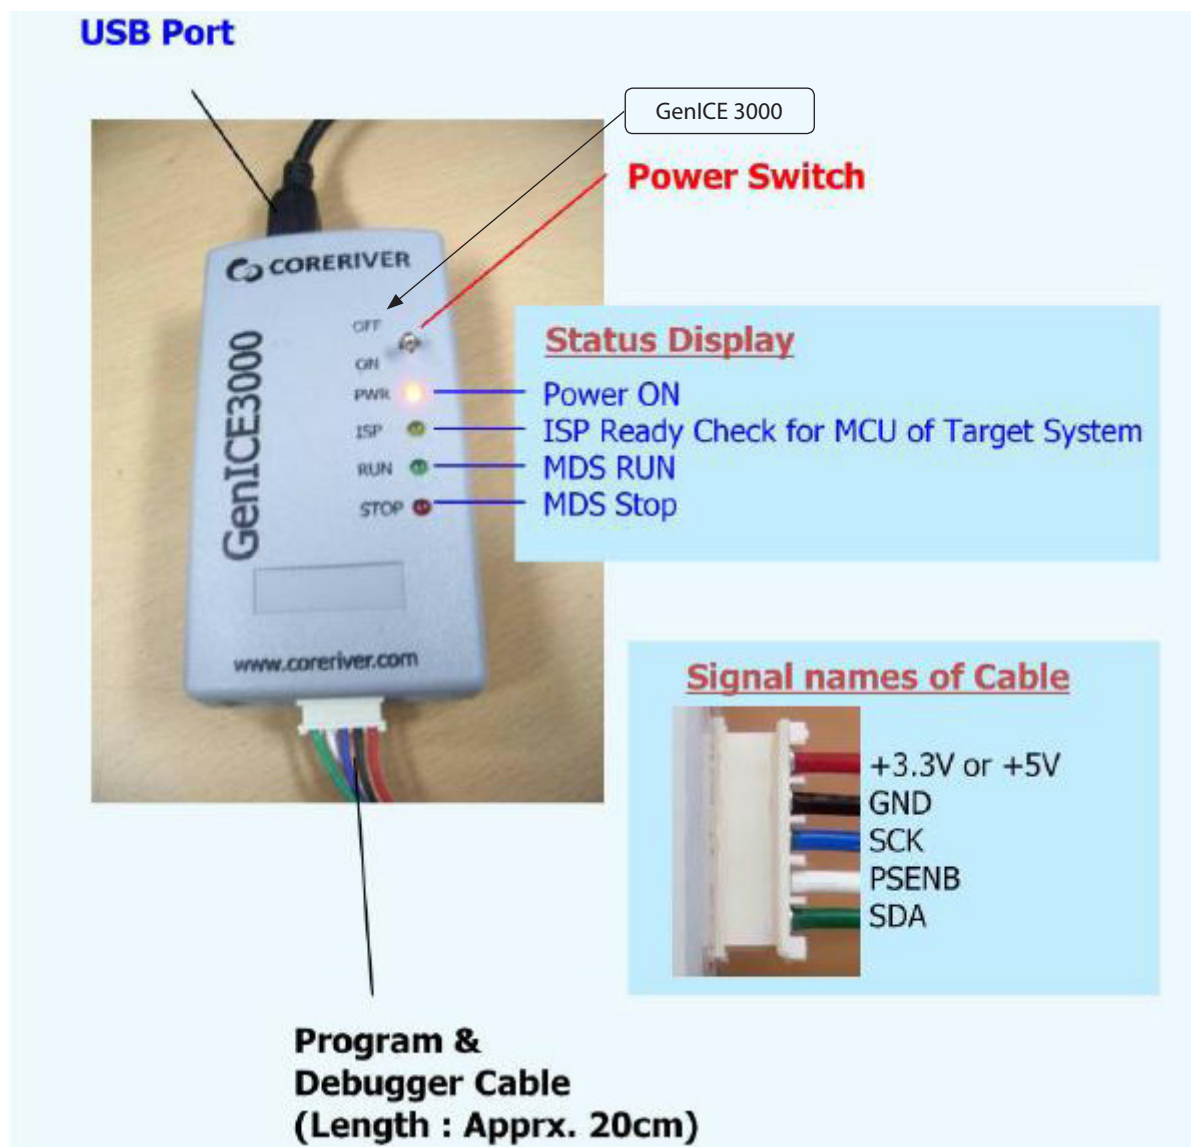 USB Port
GenICE 3000
Power Switch
CORERIVER
GenICE3000
OFF
ON
PWR
ISP
RUN
STOP
www.coreriver.com
Status Display
Power ON
ISP Ready Check for MCU of Target System
MDS RUN
MDS Stop
Signal names of Cable
+3.3V or +5V
GND
SCK
PSENB
SDA
Program &
Debugger Cable
(Length : Apprx. 20cm)